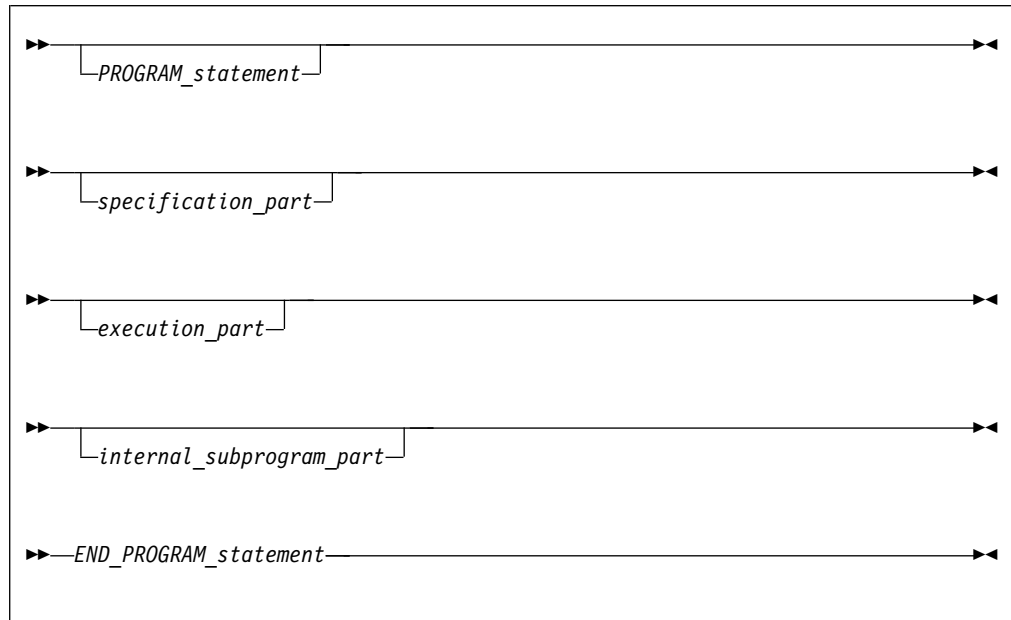 PROGRAM_statement
specification_part
execution_part
internal_subprogram_part
END_PROGRAM_statement